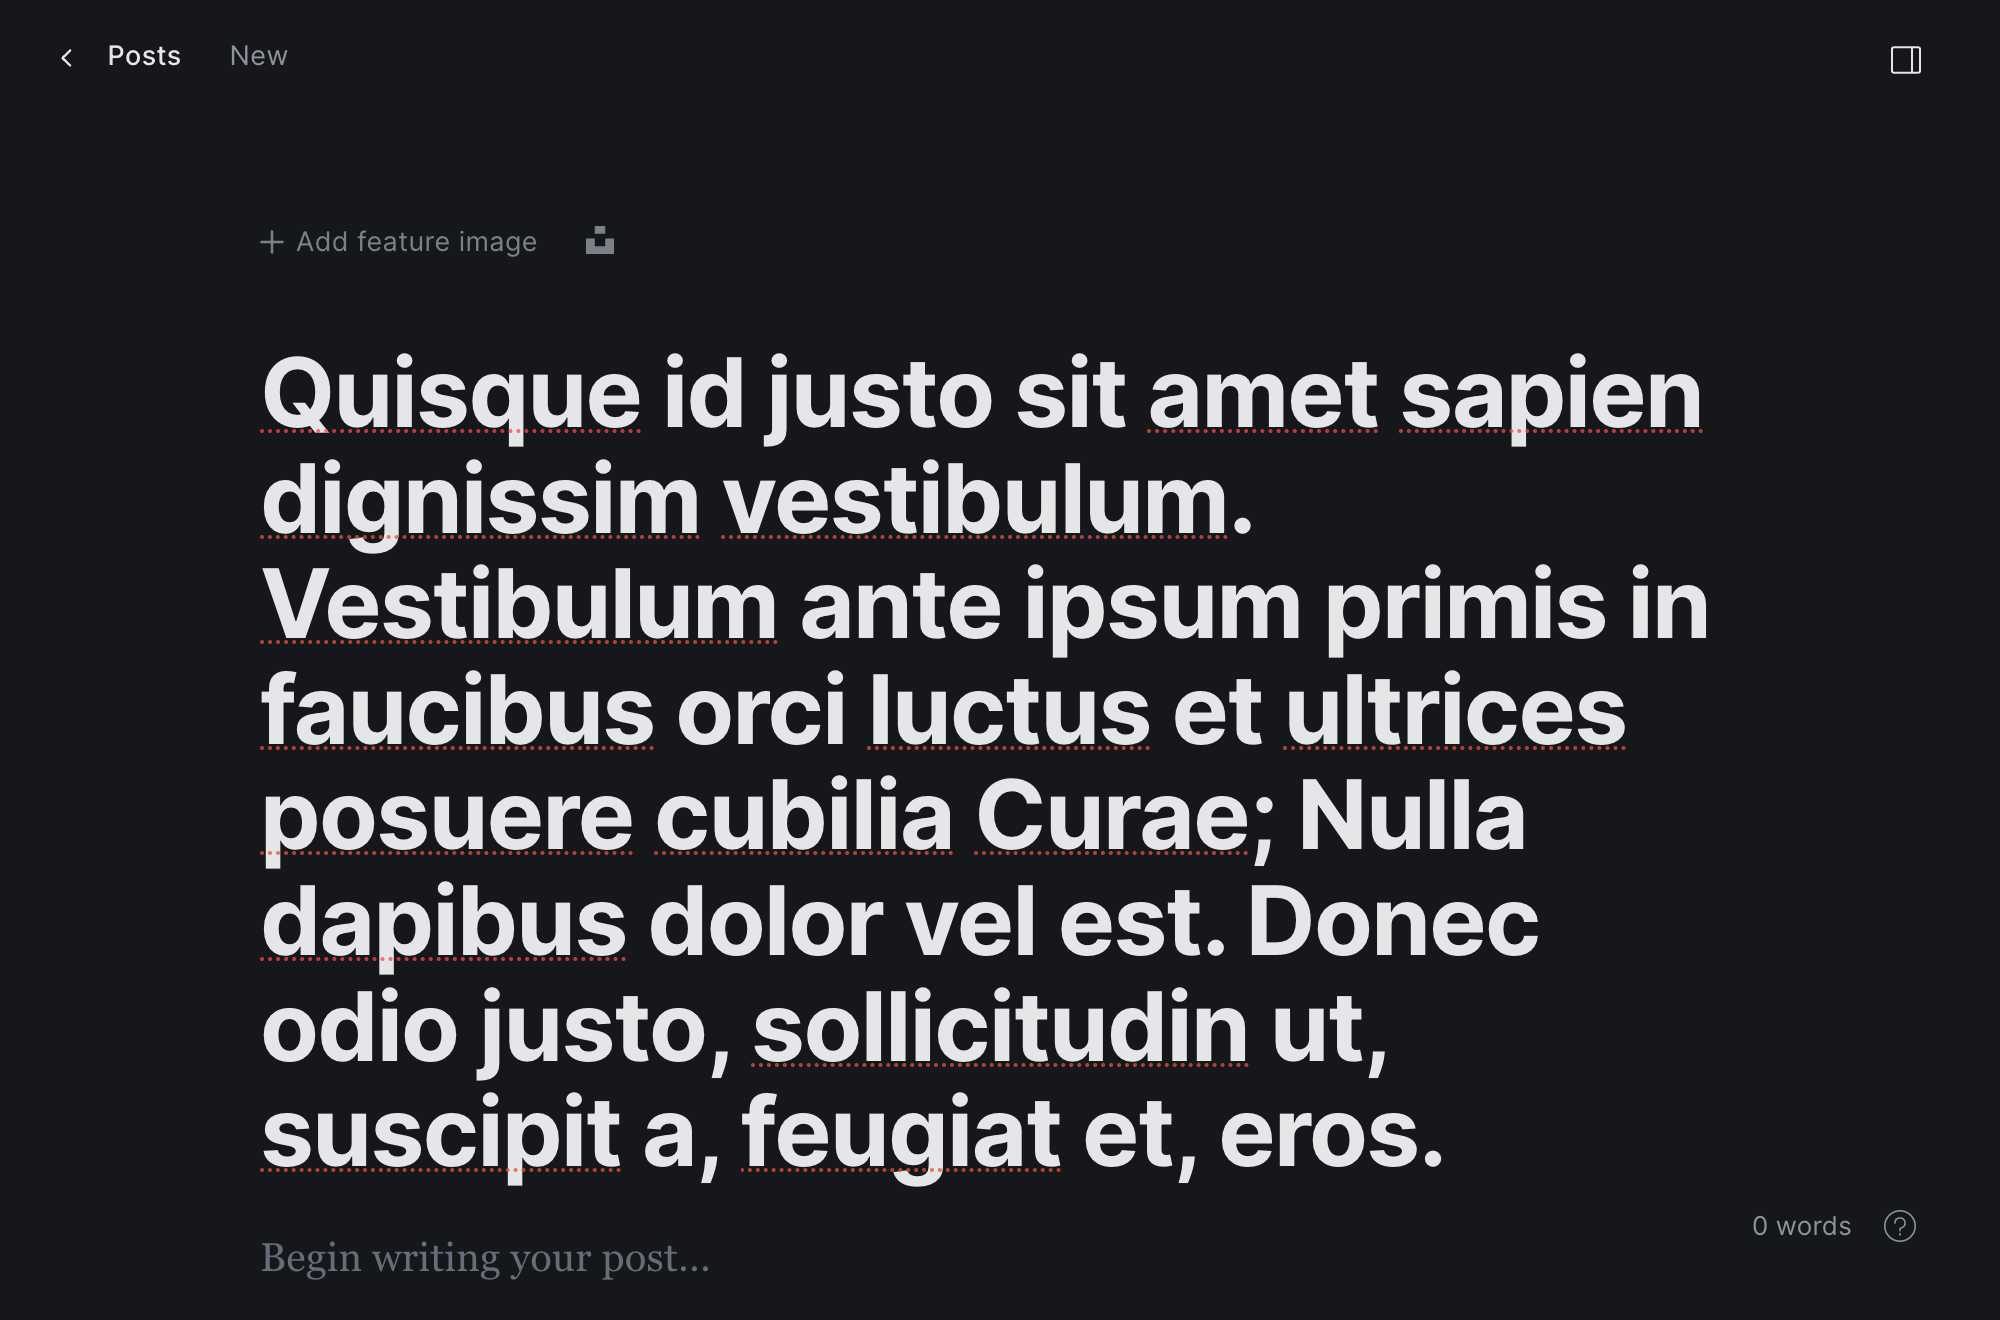 Posts New
Add feature image
Quisque id justo sit amet sapien
dignissim vestibulum.
Vestibulum ante ipsum primis in
faucibus orci luctus et ultrices
posuere cubilia Curae; Nulla
dapibus dolor vel est. Donec
odio justo, sollicitudin ut,
suscipit a, feugiat et, eros.
0 words ?
Begin writing your post...